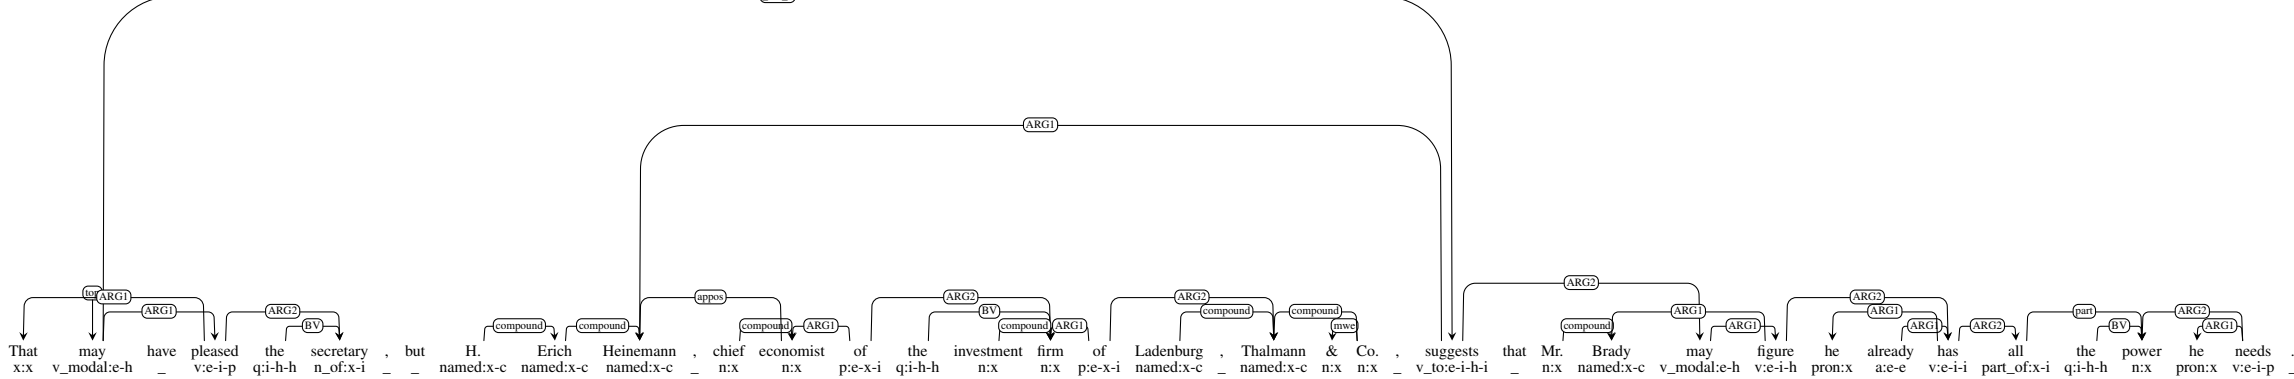 ARG1
top ARG1 appos ARG2 ARG2 ARG2 ARG2
ARG1 ARG2 BV compound compound ARG1 ARG1 part ARG2
BV compound compound compound ARG1 compound ARG1 mwe compound ARG1 ARG1 ARG2 BV ARG1
That may have pleased the secretary , but H. Erich Heinemann , chief economist of the investment firm of Ladenburg , Thalmann & Co. , suggests that Mr. Brady may figure he already has all the power he needs .
x:x v_modal:e-h _ v:e-i-p q:i-h-h n_of:x-i _ _ named:x-c named:x-c named:x-c _ n:x n:x p:e-x-i q:i-h-h n:x n:x p:e-x-i named:x-c _ named:x-c n:x n:x _ v_to:e-i-h-i _ n:x named:x-c v_modal:e-h v:e-i-h pron:x a:e-e v:e-i-i part_of:x-i q:i-h-h n:x pron:x v:e-i-p _